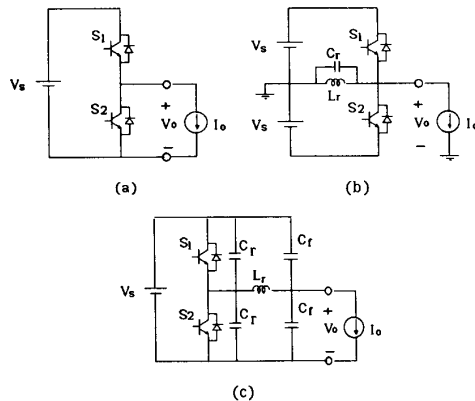 S1
Vs
S2
+
Vo
Io
−
(a)
Vs
S1
Cr
Lr
S2
+
Vs
Vo
Io
−
(b)
S1
Cr
Cf
Lr
Vs
S2
Cr
Cf
+
Vo
Io
−
(c)